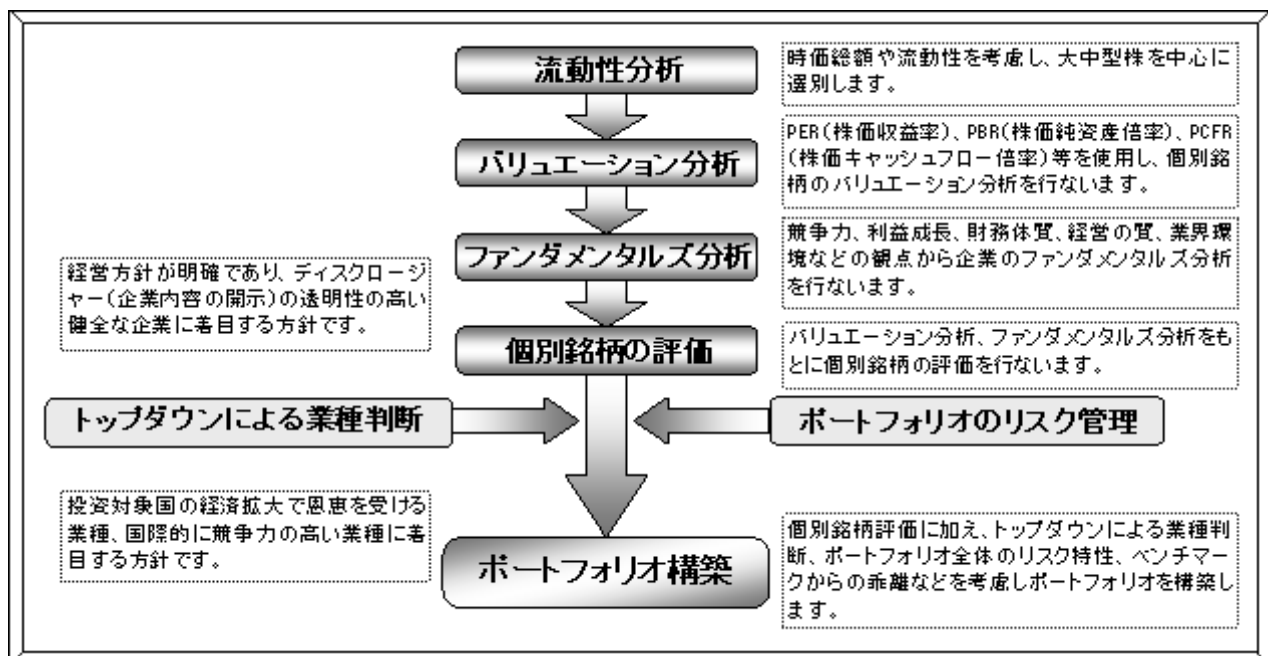 流動性分析
時価総額や流動性を考慮し、大中型株を中心に
選別します。
バリュエーション分析
PER(株価収益率)、PBR(株価純資産倍率)、PCFR
(株価キャッシュフロー倍率)等を使用し、個別銘
柄のバリュエーション分析を行ないます。
ファンダメンタルズ分析
競争力、利益成長、財務体質、経営の質、業界環
境などの観点から企業のファンダメンタルズ分析
を行ないます。
経営方針が明確であり、ディスクロージ
ャー(企業内容の開示)の透明性の高い
健全な企業に着目する方針です。
個別銘柄の評価
バリュエーション分析、ファンダメンタルズ分析をも
とに個別銘柄の評価を行ないます。
トップダウンによる業種判断
ポートフォリオのリスク管理
投資対象国の経済拡大で恩恵を受ける
業種、国際的に競争力の高い業種に着
目する方針です。
ポートフォリオ構築
個別銘柄評価に加え、トップダウンによる業種判
断、ポートフォリオ全体のリスク特性、ベンチマー
クからの乖離などを考慮しポートフォリオを構築し
ます。